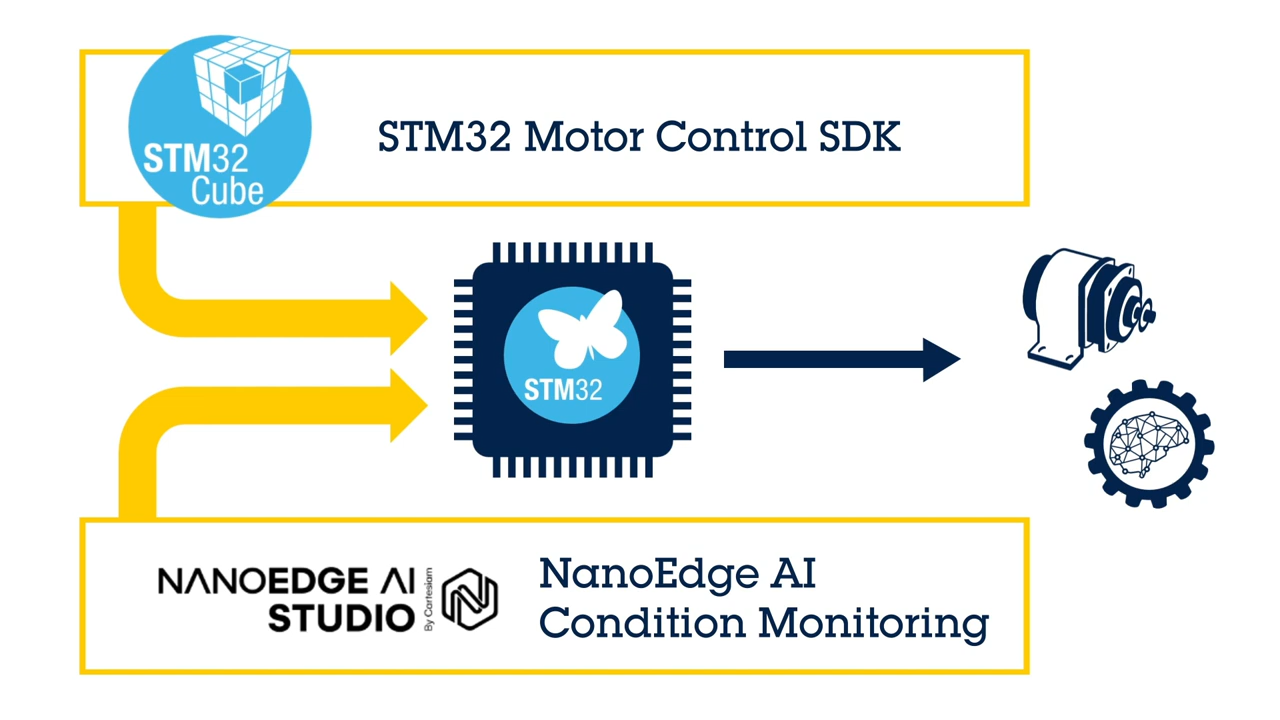 STM32
Cube
STM32 Motor Control SDK
STM32
NANOEDGE AI
STUDIO
By Cartesiam
NanoEdge AI
Condition Monitoring